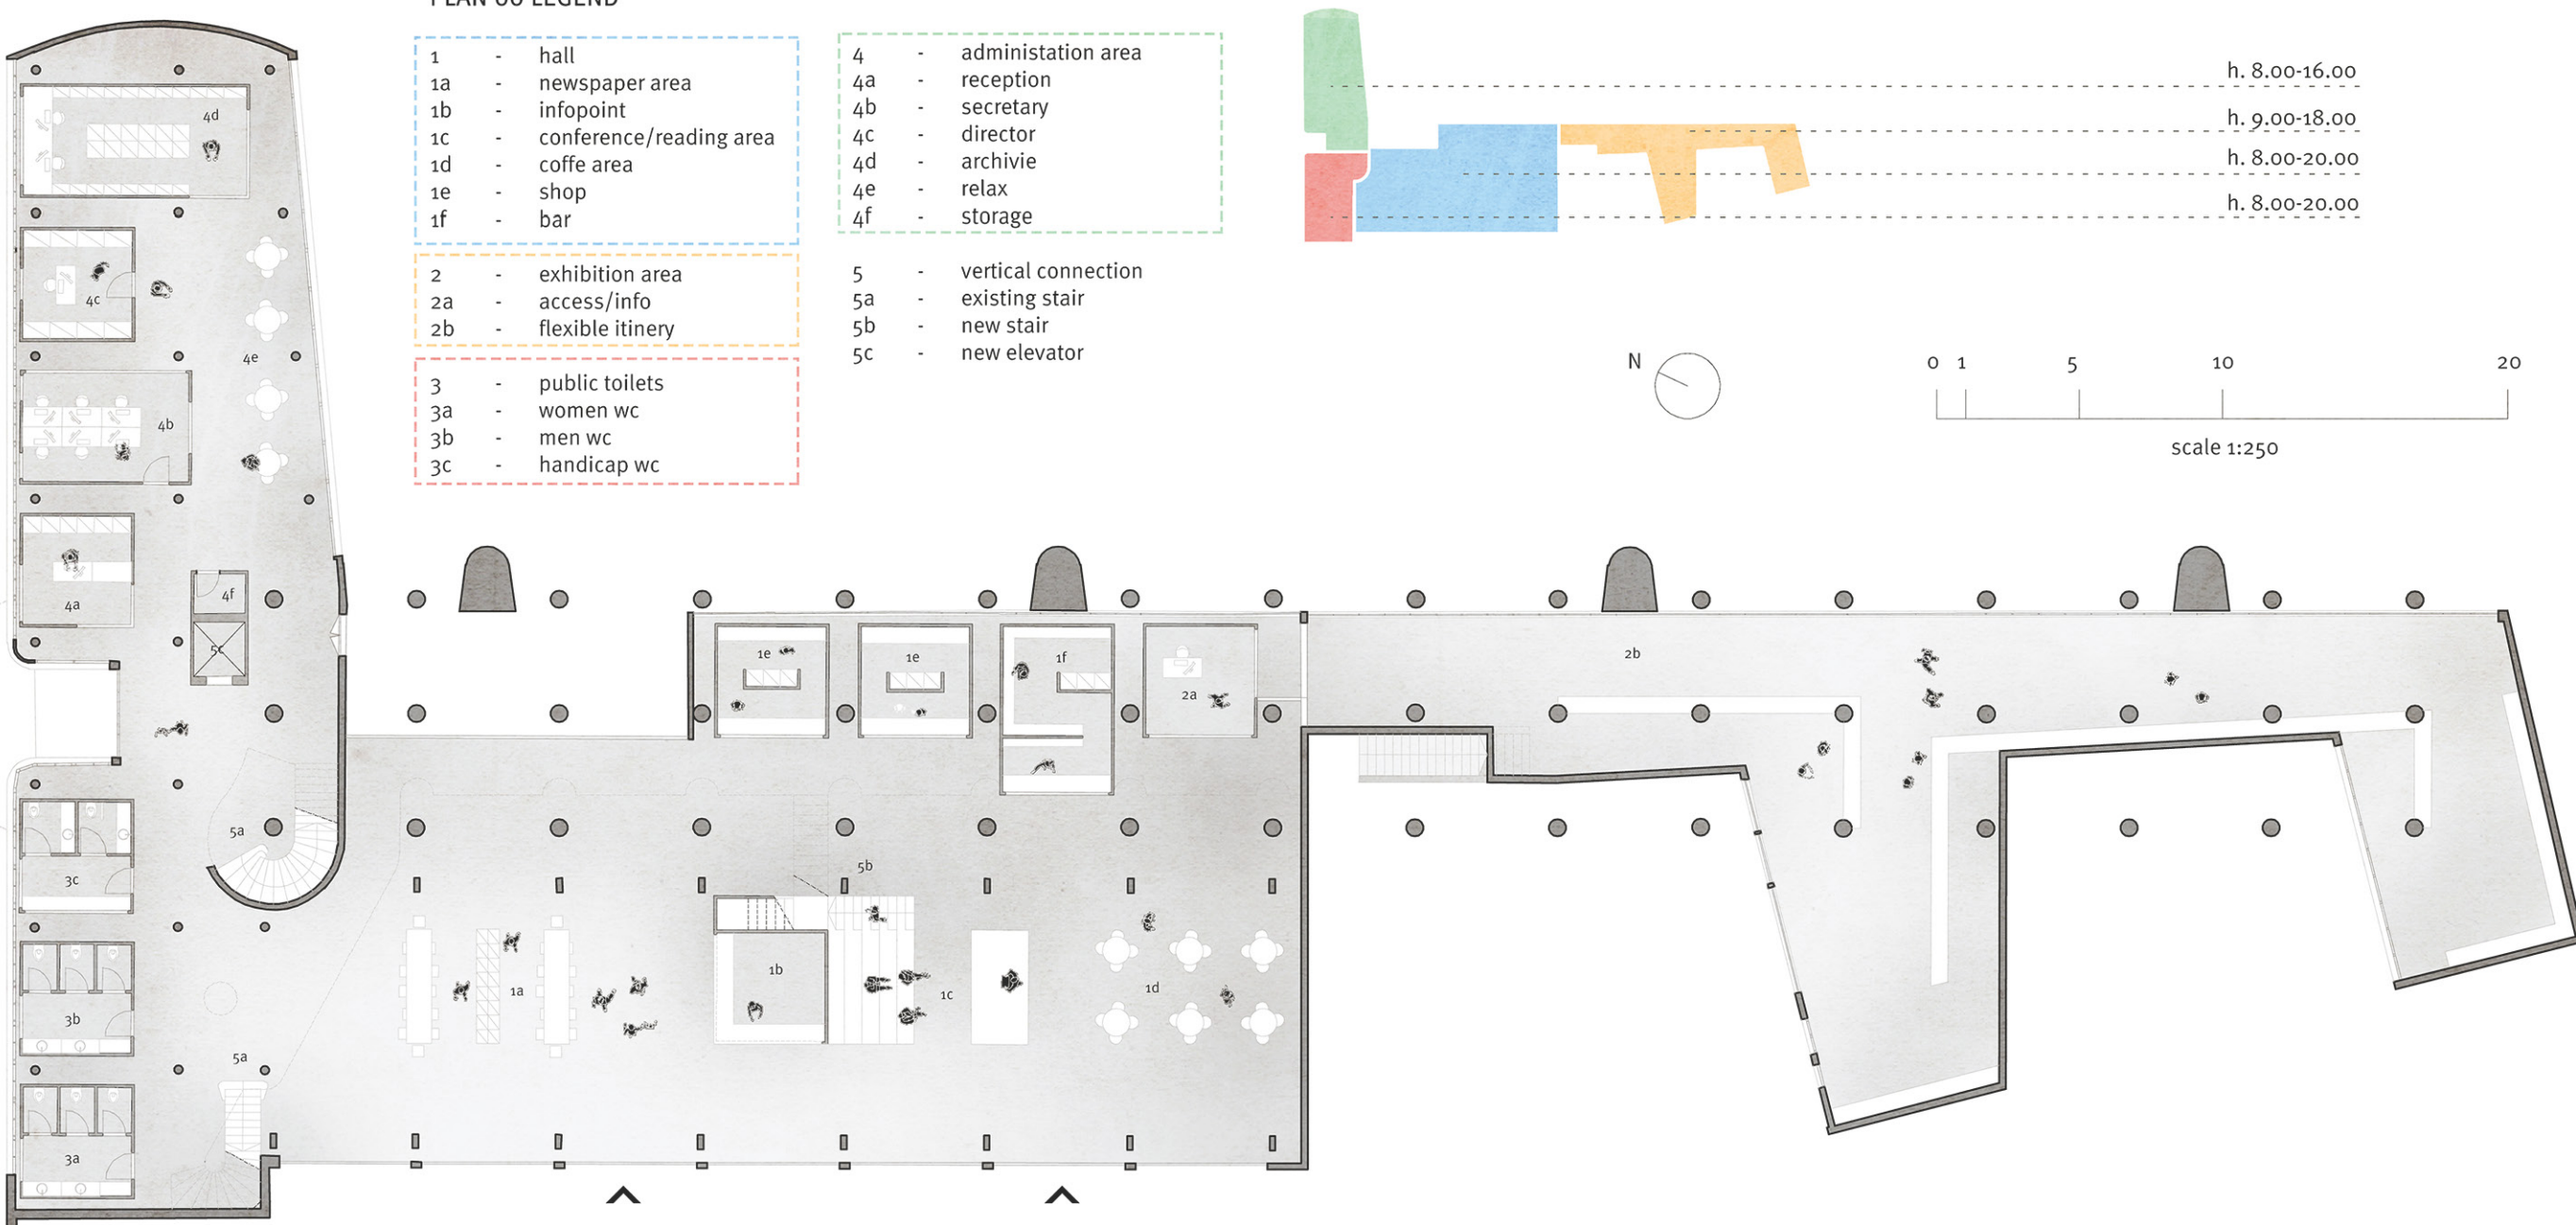 PLAN 00 LEGEND
1 - hall
1a - newspaper area
1b - infopoint
1c - conference/reading area
1d - coffe area
1e - shop
1f - bar
2 - exhibition area
2a - access/info
2b - flexible itinery
3 - public toilets
3a - women wc
3b - men wc
3c - handicap wc
4 - administation area
4a - reception
4b - secretary
4c - director
4d - archivie
4e - relax
4f - storage
5 - vertical connection
5a - existing stair
5b - new stair
5c - new elevator
h. 8.00-16.00
h. 9.00-18.00
h. 8.00-20.00
h. 8.00-20.00
N
0 1 5 10 20
scale 1:250
4d
4c
4e
4b
4a
4f
5c
1e
1e
1f
2a
2b
5a
3c
5b
1b
1a
1c
1d
3b
5a
3a